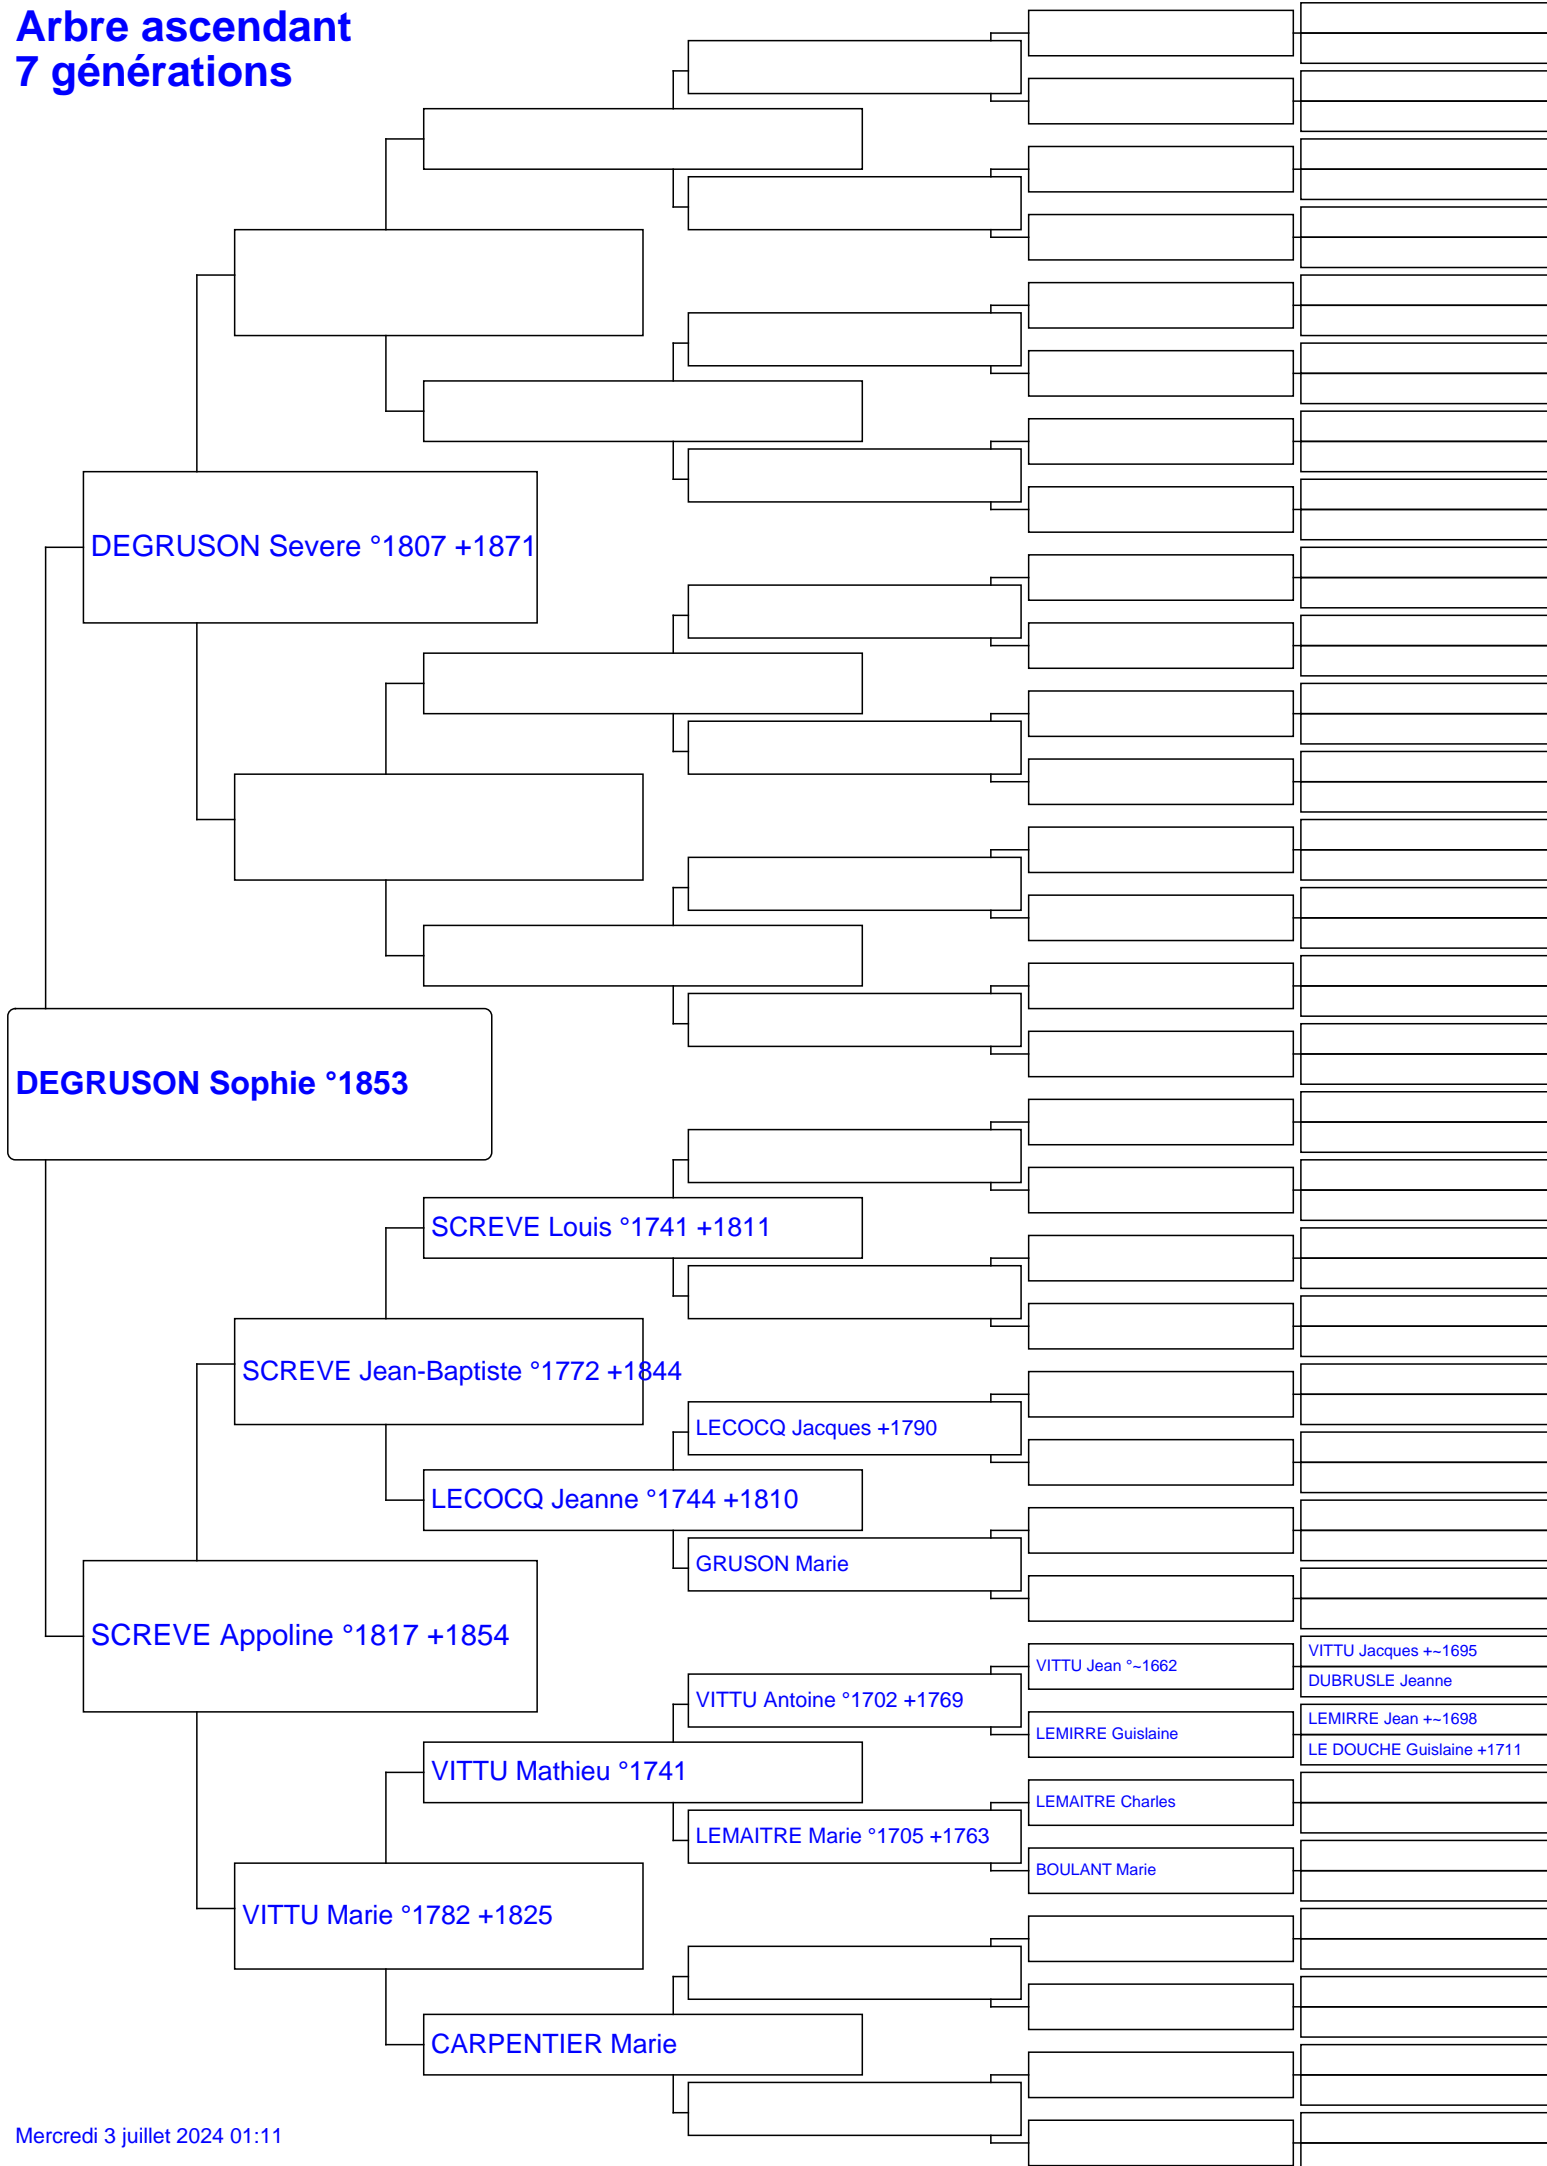 Arbre ascendant
7 générations
DEGRUSON Severe °1807 +1871
DEGRUSON Sophie °1853
SCREVE Louis °1741 +1811
SCREVE Jean-Baptiste °1772 +1844
LECOCQ Jacques +1790
LECOCQ Jeanne °1744 +1810
GRUSON Marie
SCREVE Appoline °1817 +1854
VITTU Jacques +~1695
VITTU Jean °~1662
DUBRUSLE Jeanne
VITTU Antoine °1702 +1769
LEMIRRE Jean +~1698
LEMIRRE Guislaine
LE DOUCHE Guislaine +1711
VITTU Mathieu °1741
LEMAITRE Charles
LEMAITRE Marie °1705 +1763
BOULANT Marie
VITTU Marie °1782 +1825
CARPENTIER Marie
Mercredi 3 juillet 2024 01:11